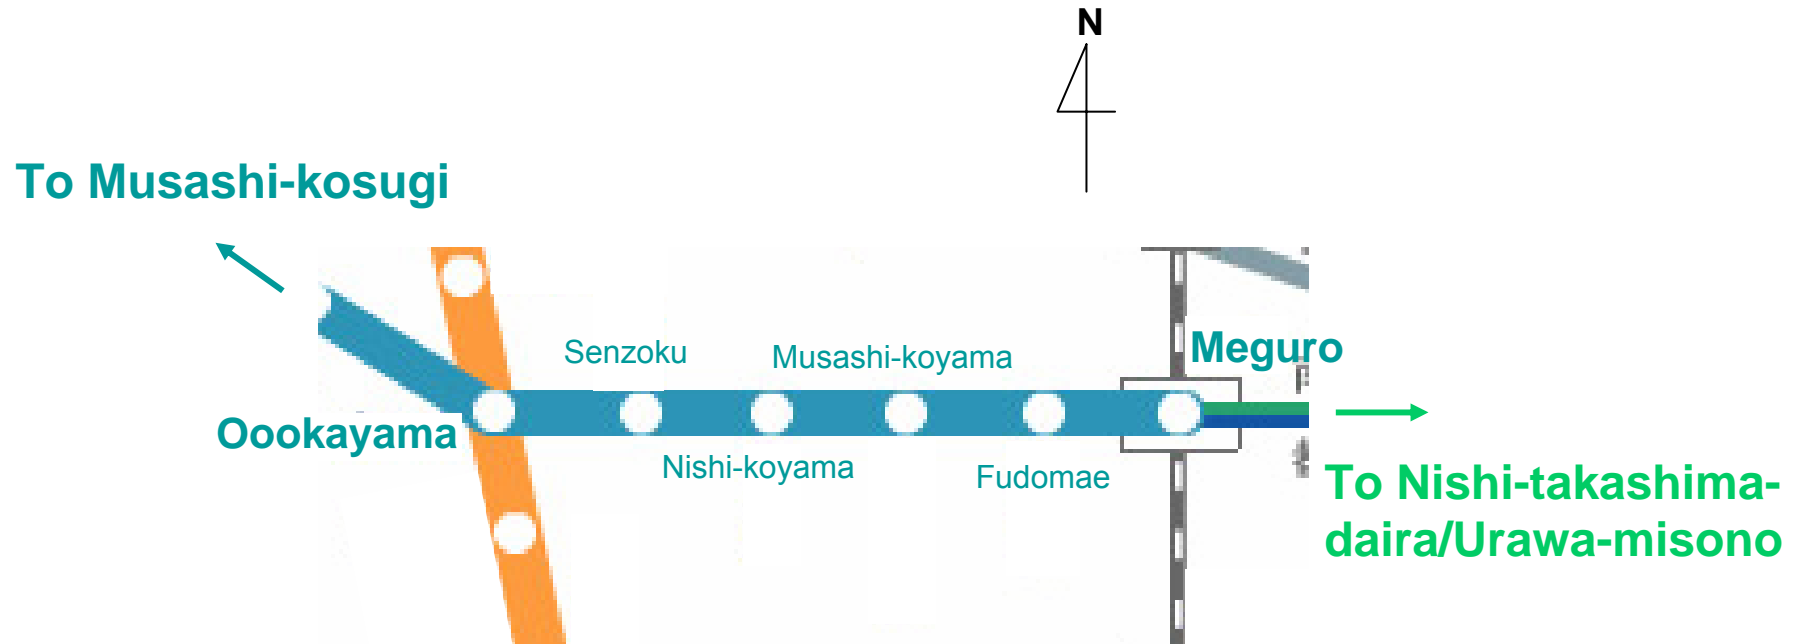 N
To Musashi-kosugi
Senzoku
Musashi-koyama
Meguro
Oookayama
Nishi-koyama
Fudomae
To Nishi-takashima-
daira/Urawa-misono